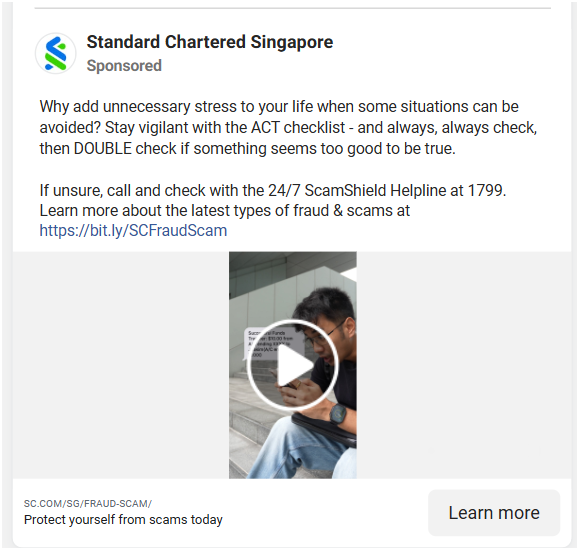 Standard Chartered Singapore
Sponsored
Why add unnecessary stress to your life when some situations can be
avoided? Stay vigilant with the ACT checklist - and always, always check,
then DOUBLE check if something seems too good to be true.
If unsure, call and check with the 24/7 ScamShield Helpline at 1799.
Learn more about the latest types of fraud & scams at
https://bit.ly/SCFraudScam
SC.COM/SG/FRAUD-SCAM/
Protect yourself from scams today
Learn more